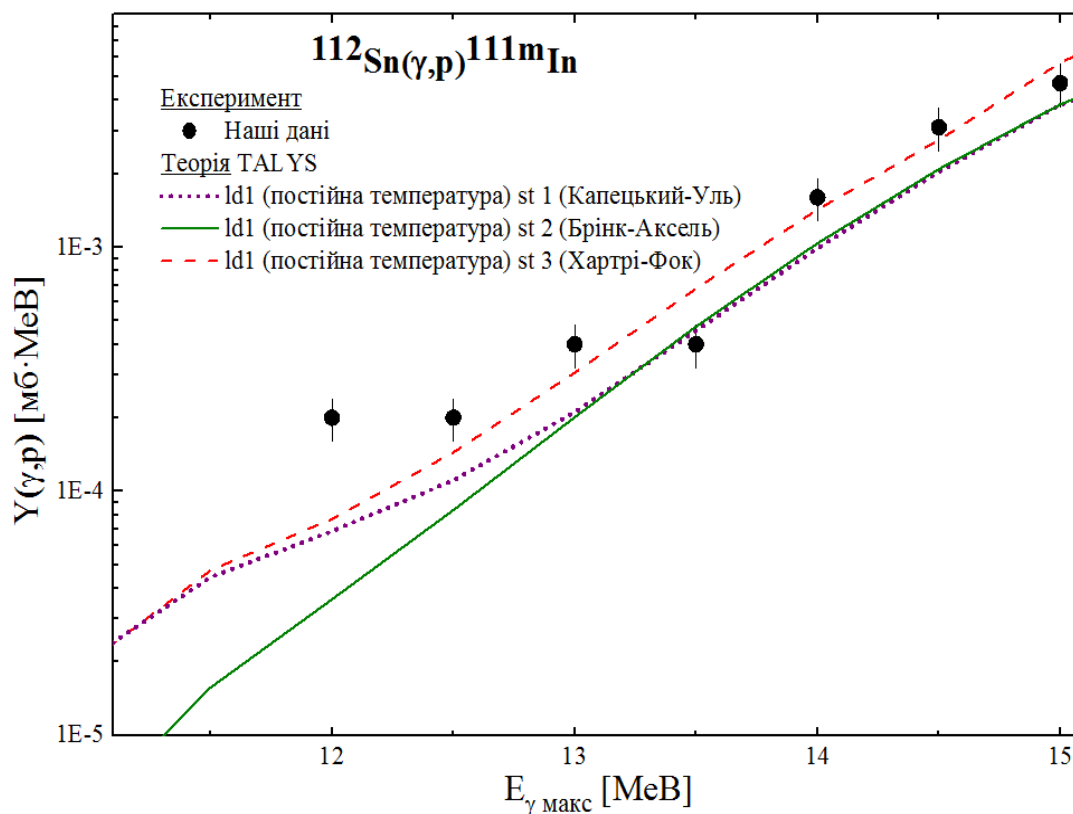 ¹¹²Sn(γ,p)¹¹¹ᵐIn
Експеримент
Наші дані
Теорія TALYS
ld1 (постійна температура) st 1 (Капецький-Уль)
ld1 (постійна температура) st 2 (Брінк-Аксель)
ld1 (постійна температура) st 3 (Хартрі-Фок)
Y(γ,p) [мб·МеВ]
1E-3
1E-4
1E-5
12 13 14 15
E_γ макс [МеВ]